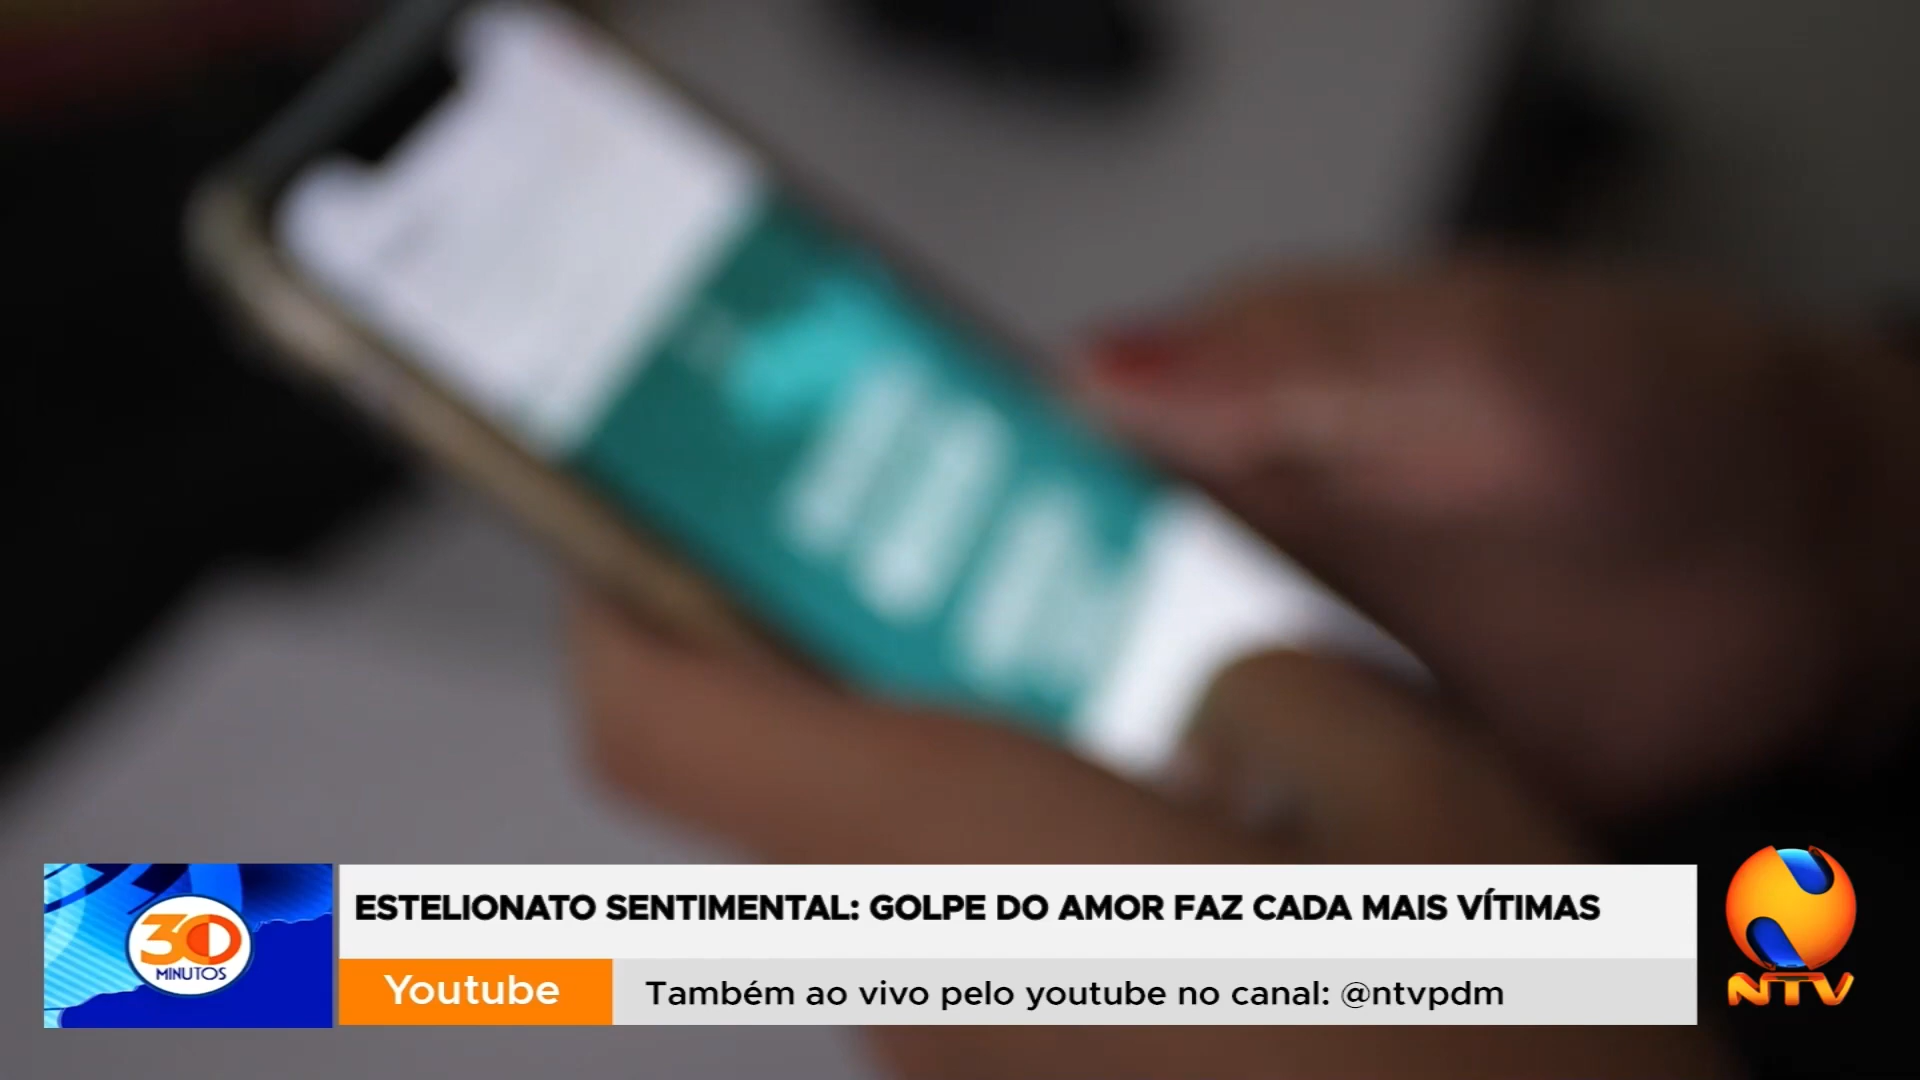 ESTELIONATO SENTIMENTAL: GOLPE DO AMOR FAZ CADA MAIS VÍTIMAS
30
MINUTOS
Youtube
Também ao vivo pelo youtube no canal: @ntvpdm
NTV